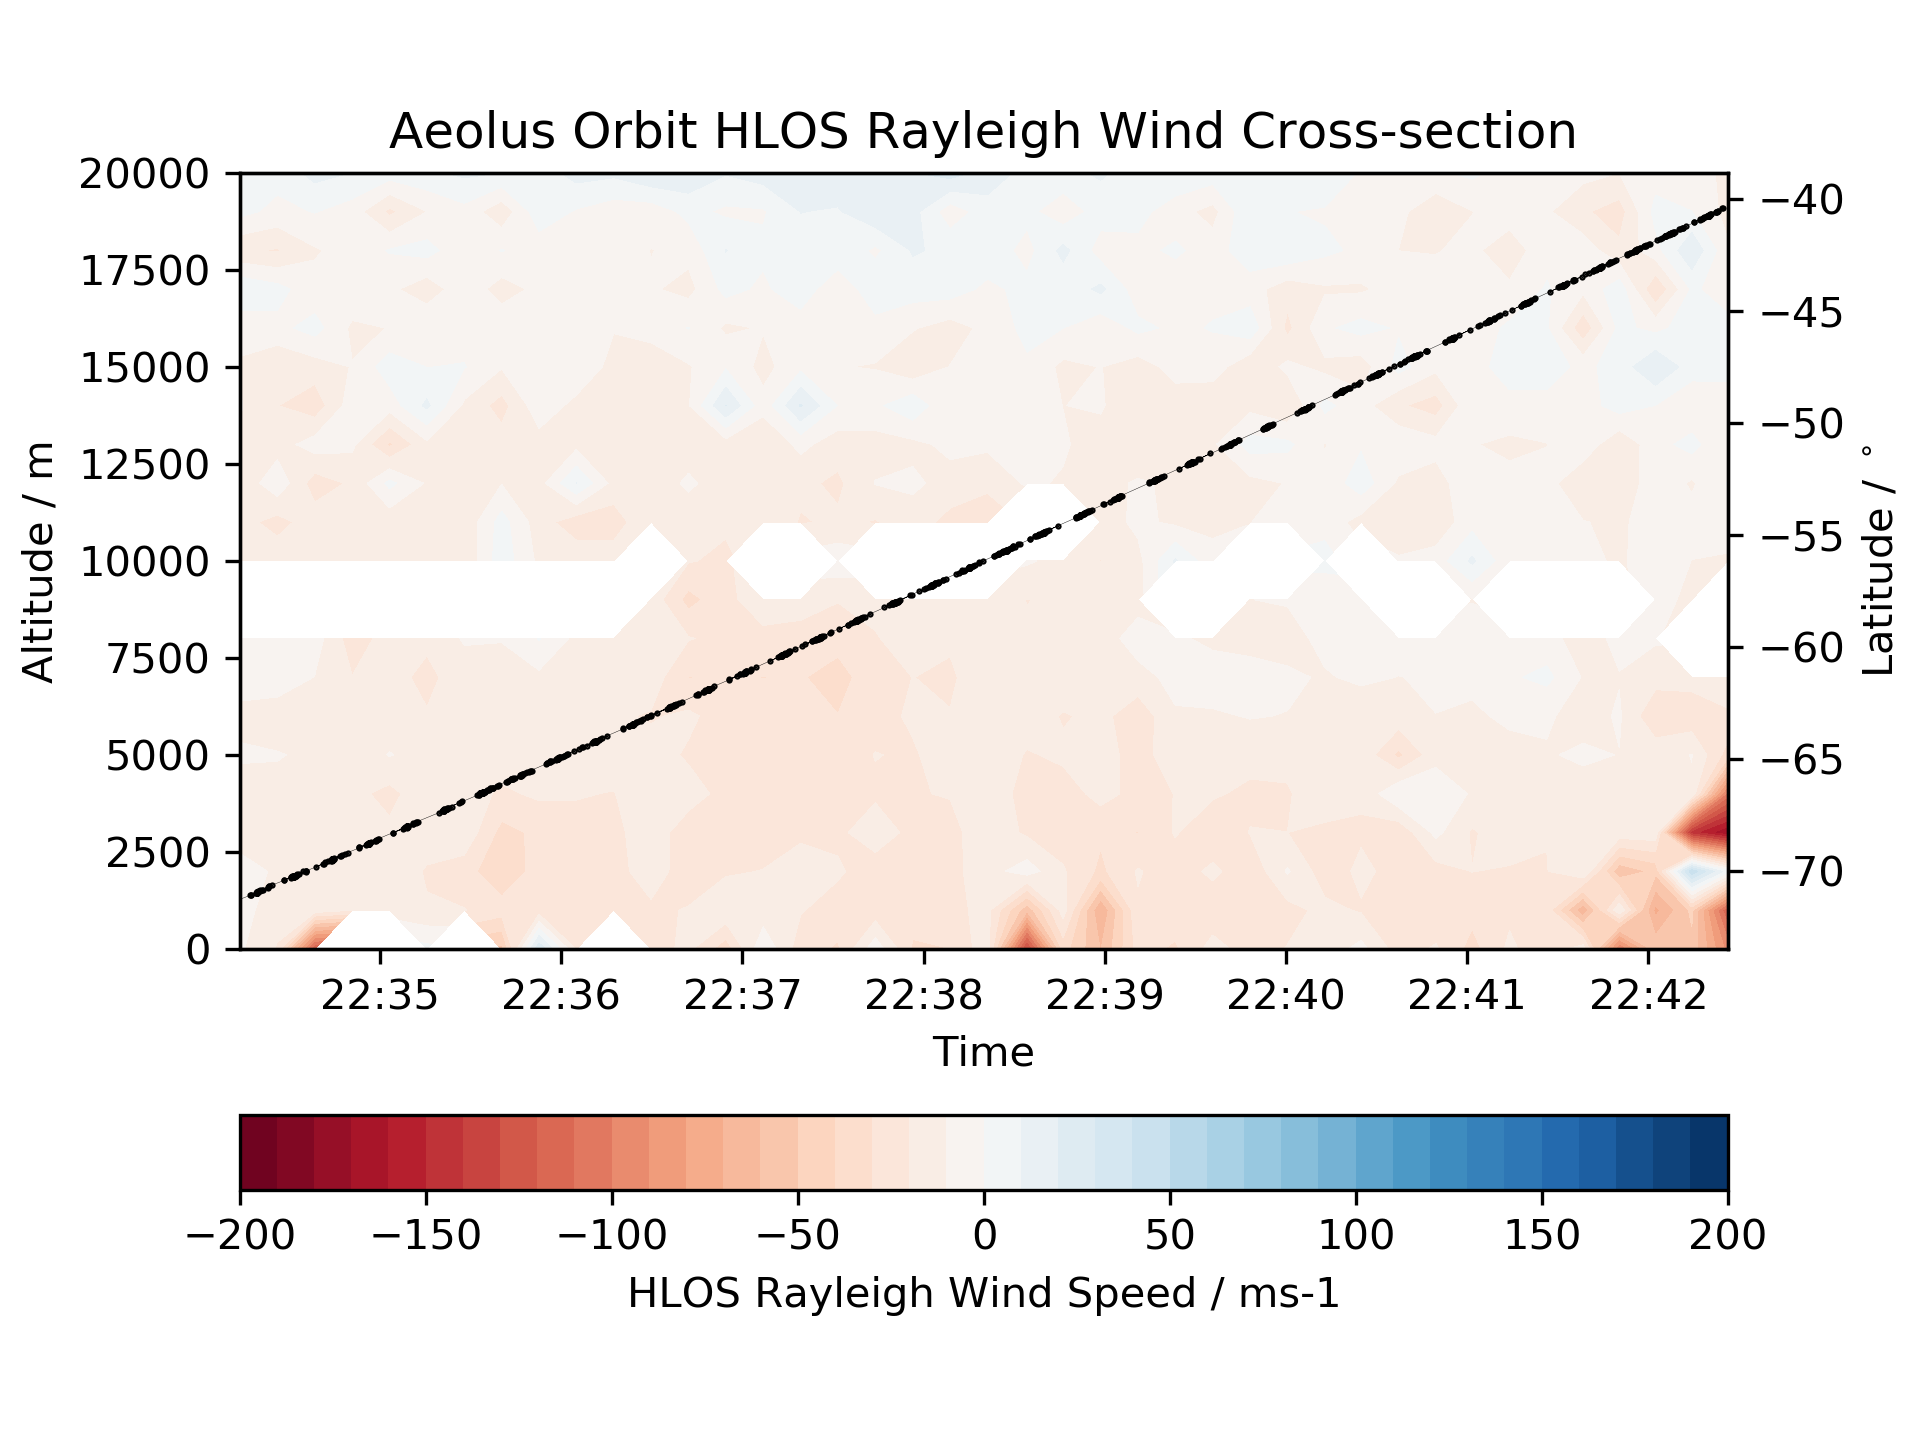 Aeolus Orbit HLOS Rayleigh Wind Cross-section
20000
17500
15000
12500
10000
7500
5000
2500
0
Altitude / m
−40
−45
−50
−55
−60
−65
−70
Latitude / °
22:35 22:36 22:37 22:38 22:39 22:40 22:41 22:42
Time
−200 −150 −100 −50 0 50 100 150 200
HLOS Rayleigh Wind Speed / ms-1